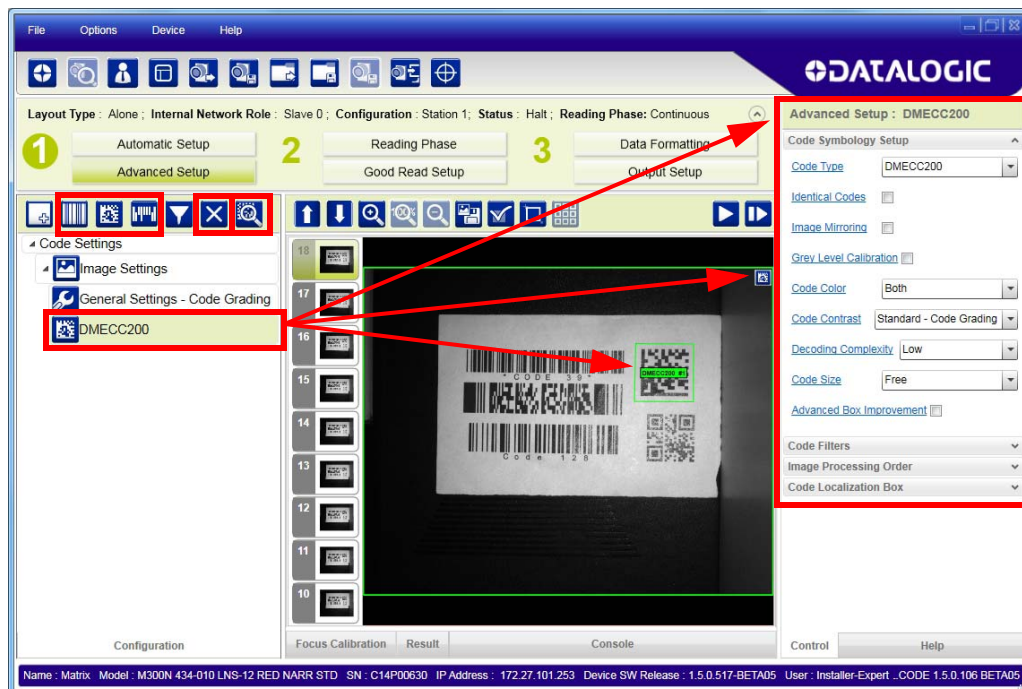 File Options Device Help
DATALOGIC
Layout Type : Alone ; Internal Network Role : Slave 0 ; Configuration : Station 1; Status : Halt ; Reading Phase: Continuous
1 Automatic Setup 2 Reading Phase 3 Data Formatting
Advanced Setup Good Read Setup Output Setup
Code Settings
Image Settings
General Settings - Code Grading
DMECC200
Configuration
100%
18
17
16
15
14
13
12
11
10
* CODE 39 *
DMECC200 #1
Code 128
Focus Calibration Result Console
Advanced Setup : DMECC200
Code Symbology Setup
Code Type DMECC200
Identical Codes
Image Mirroring
Grey Level Calibration
Code Color Both
Code Contrast Standard - Code Grading
Decoding Complexity Low
Code Size Free
Advanced Box Improvement
Code Filters
Image Processing Order
Code Localization Box
Control Help
Name : Matrix Model : M300N 434-010 LNS-12 RED NARR STD SN : C14P00630 IP Address : 172.27.101.253 Device SW Release : 1.5.0.517-BETA05 User : Installer-Expert _CODE 1.5.0.106 BETA05